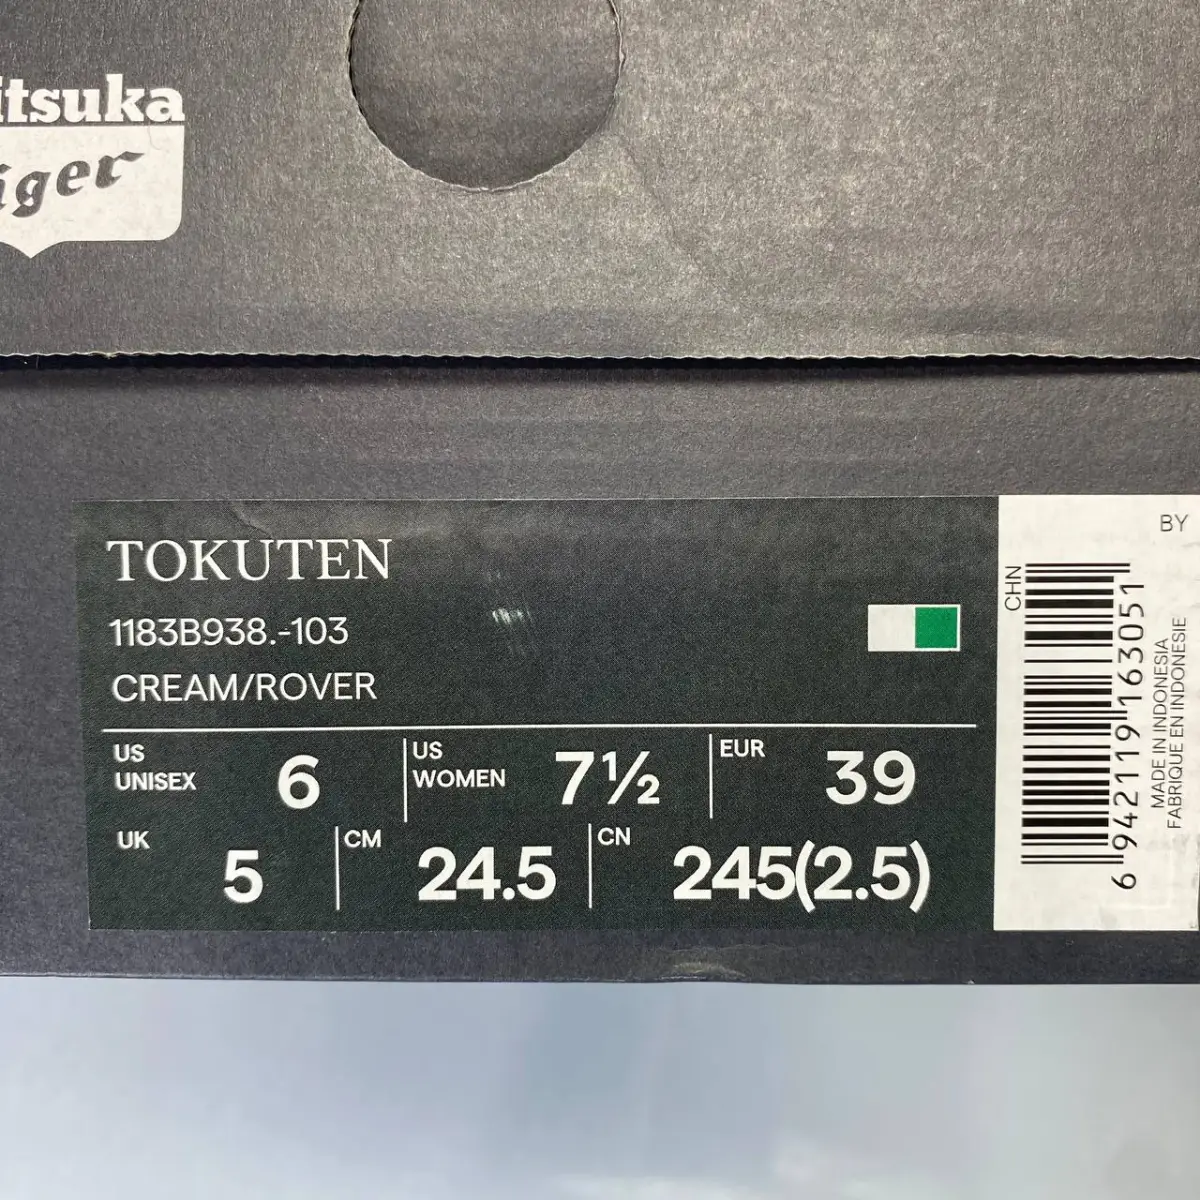 itsuka
iger
TOKUTEN
1183B938.-103
CREAM/ROVER
US UNISEX 6
US WOMEN 7½
EUR 39
UK 5
CM 24.5
CN 245(2.5)
BY
CHN
6 942119 163051
MADE IN INDONESIA
FABRIQUE EN INDONESIE